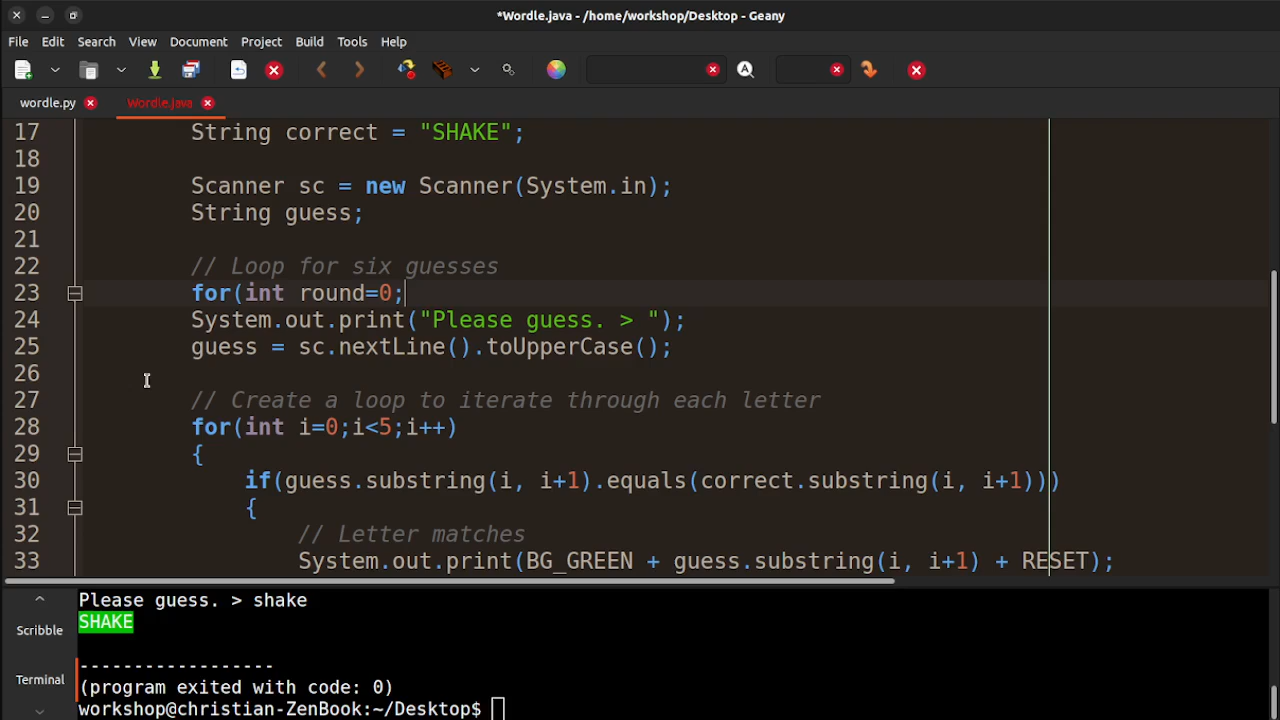 *Wordle.java - /home/workshop/Desktop - Geany
File Edit Search View Document Project Build Tools Help
wordle.py Wordle.java
17 String correct = "SHAKE";
18
19 Scanner sc = new Scanner(System.in);
20 String guess;
21
22 // Loop for six guesses
23 for(int round=0;
24 System.out.print("Please guess. > ");
25 guess = sc.nextLine().toUpperCase();
26
27 // Create a loop to iterate through each letter
28 for(int i=0;i<5;i++)
29 {
30 if(guess.substring(i, i+1).equals(correct.substring(i, i+1)))
31 {
32 // Letter matches
33 System.out.print(BG_GREEN + guess.substring(i, i+1) + RESET);
Scribble
Terminal
Please guess. > shake
SHAKE
------------------
(program exited with code: 0)
workshop@christian-ZenBook:~/Desktop$